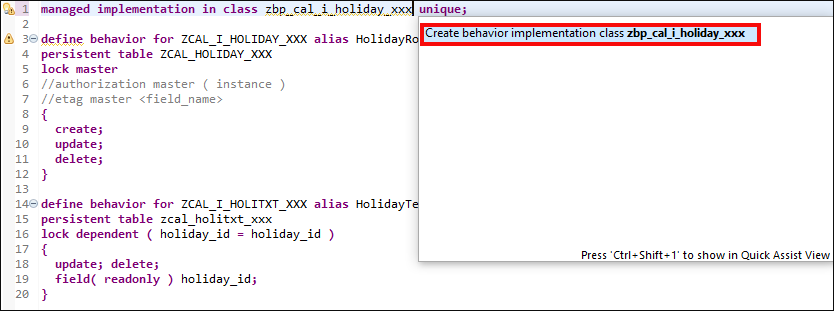 1 managed implementation in class zbp_cal_i_holiday_xxx unique;
Create behavior implementation class zbp_cal_i_holiday_xxx
2
3 define behavior for ZCAL_I_HOLIDAY_XXX alias HolidayRo
4 persistent table ZCAL_HOLIDAY_XXX
5 lock master
6 //authorization master ( instance )
7 //etag master <field_name>
8 {
9 create;
10 update;
11 delete;
12 }
13
14 define behavior for ZCAL_I_HOLITXT_XXX alias HolidayTe
15 persistent table zcal_holitxt_xxx
16 lock dependent ( holiday_id = holiday_id )
17 {
18 update; delete;
19 field( readonly ) holiday_id;
20 }
Press 'Ctrl+Shift+1' to show in Quick Assist View